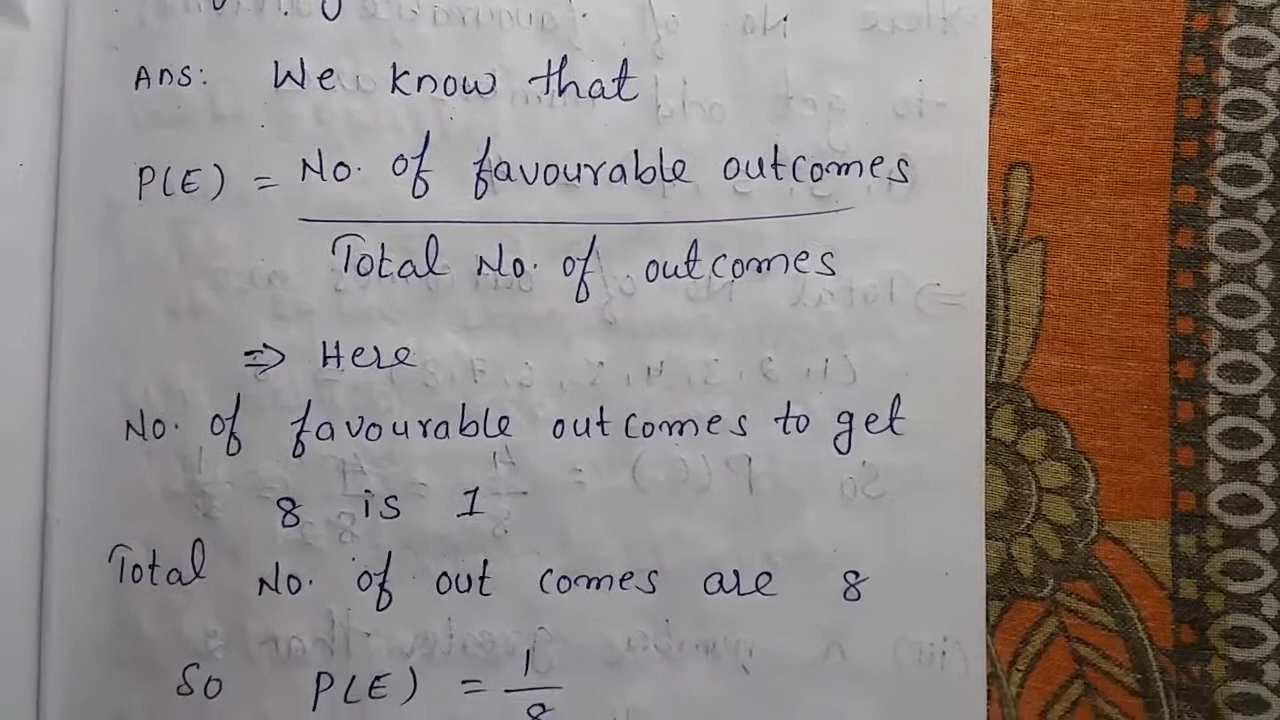 Ans: We know that
P(E) = No. of favourable outcomes
Total No. of outcomes
⇒ Here
No. of favourable outcomes to get
8 is 1
Total No. of out comes are 8
So P(E) = 1
8